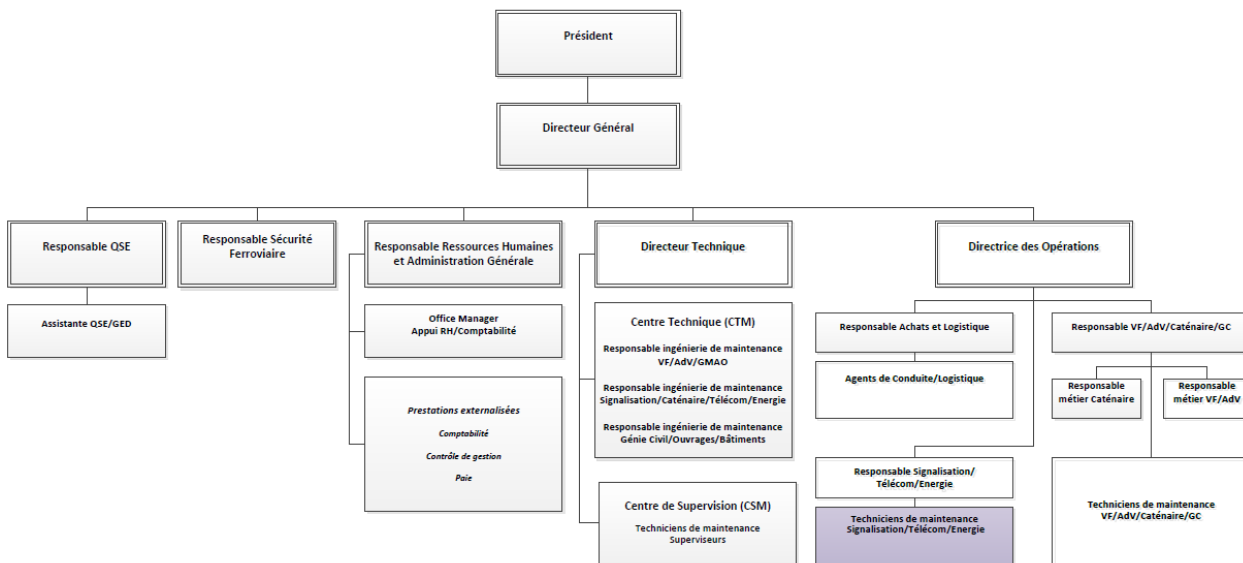 Président
Directeur Général
Responsable QSE
Responsable Sécurité
Ferroviaire
Responsable Ressources Humaines
et Administration Générale
Directeur Technique
Directrice des Opérations
Assistante QSE/GED
Office Manager
Appui RH/Comptabilité
Prestations externalisées
Comptabilité
Contrôle de gestion
Paie
Centre Technique (CTM)
Responsable ingénierie de maintenance
VF/AdV/GMAO
Responsable ingénierie de maintenance
Signalisation/Caténaire/Télécom/Energie
Responsable ingénierie de maintenance
Génie Civil/Ouvrages/Bâtiments
Centre de Supervision (CSM)
Techniciens de maintenance
Superviseurs
Responsable Achats et Logistique
Agents de Conduite/Logistique
Responsable Signalisation/
Télécom/Energie
Techniciens de maintenance
Signalisation/Télécom/Energie
Responsable VF/AdV/Caténaire/GC
Responsable
métier Caténaire
Responsable
métier VF/AdV
Techniciens de maintenance
VF/AdV/Caténaire/GC